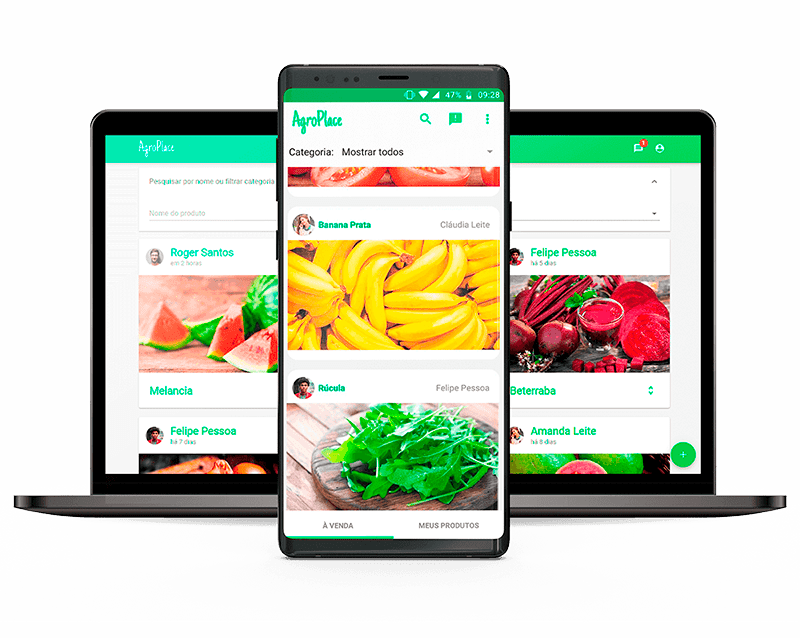 47% 09:28
AgroPlace
Categoria: Mostrar todos
Banana Prata
Cláudia Leite
Rúcula
Felipe Pessoa
À VENDA
MEUS PRODUTOS
AgroPlace
1
Pesquisar por nome ou filtrar categoria
Nome do produto
Roger Santos
em 2 horas
Melancia
Felipe Pessoa
há 7 dias
Felipe Pessoa
há 5 dias
Beterraba
Amanda Leite
há 8 dias